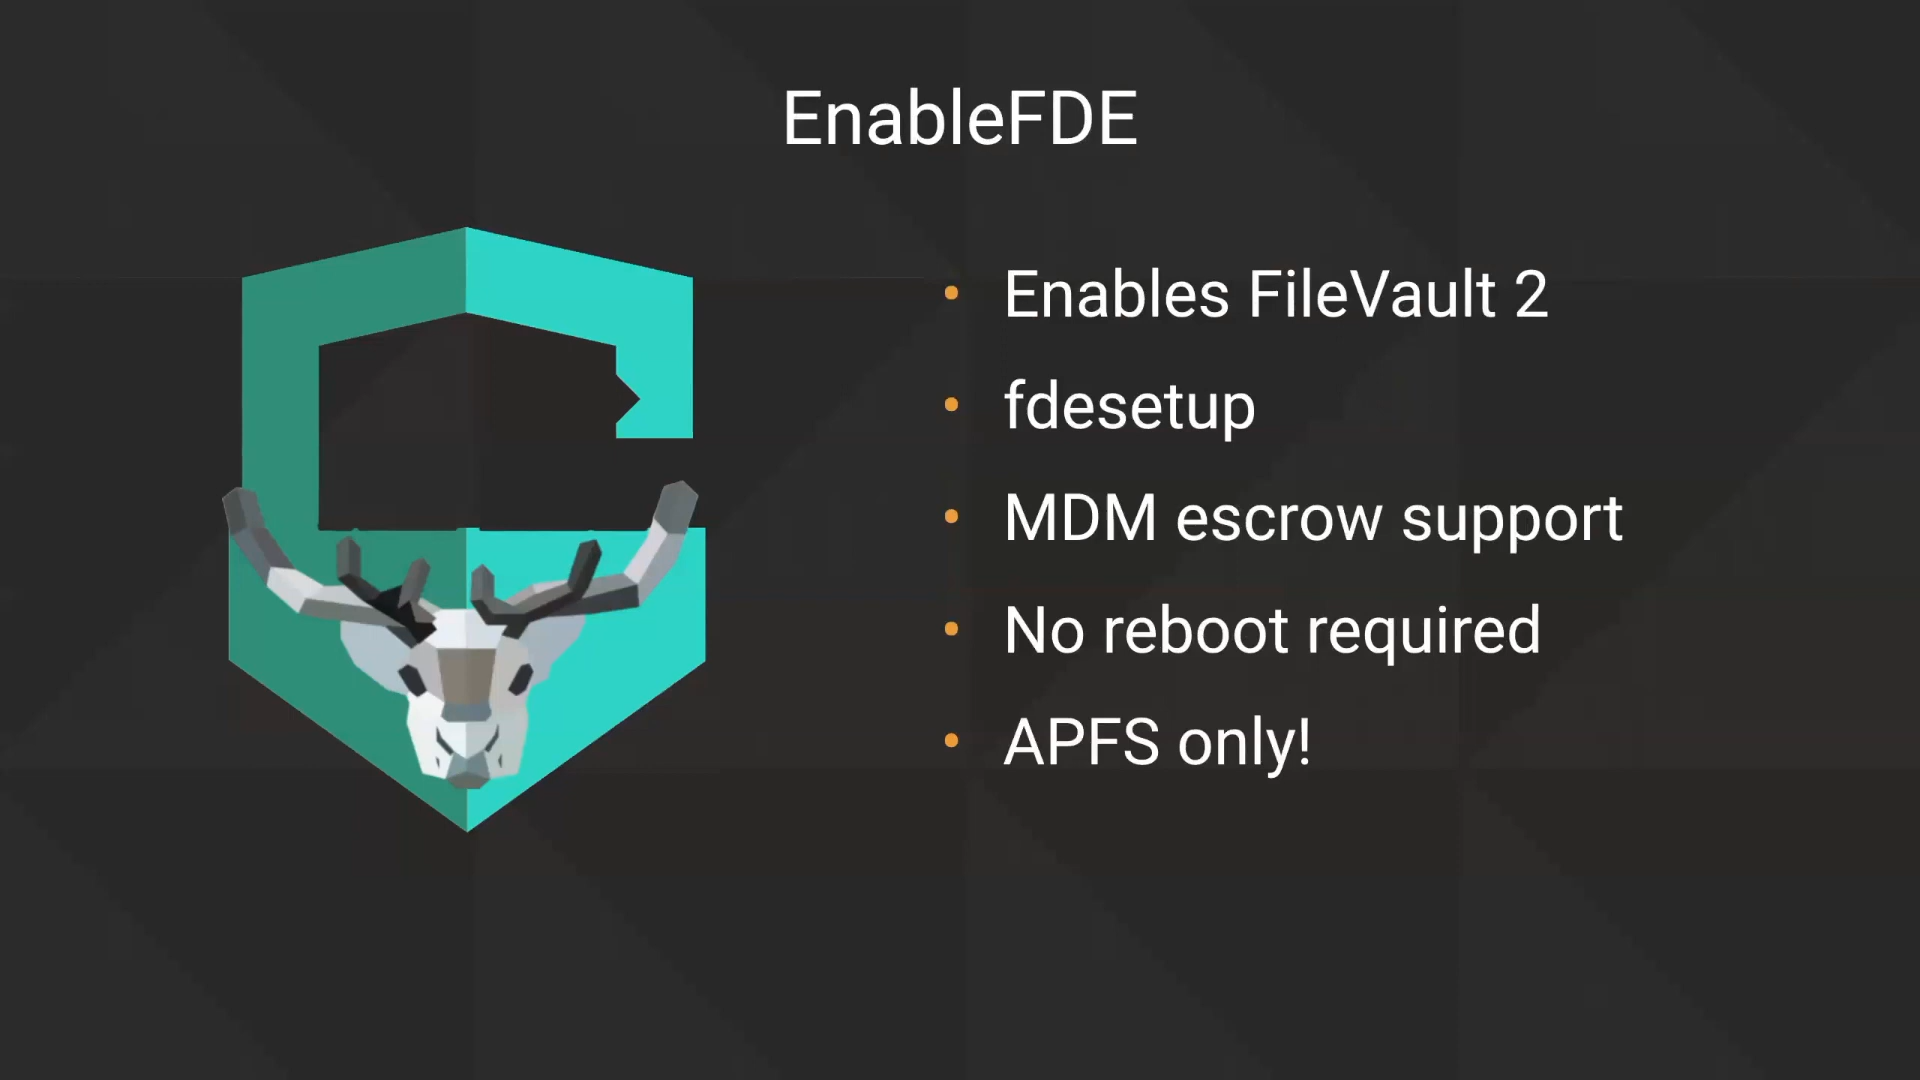 EnableFDE
• Enables FileVault 2
• fdesetup
• MDM escrow support
• No reboot required
• APFS only!